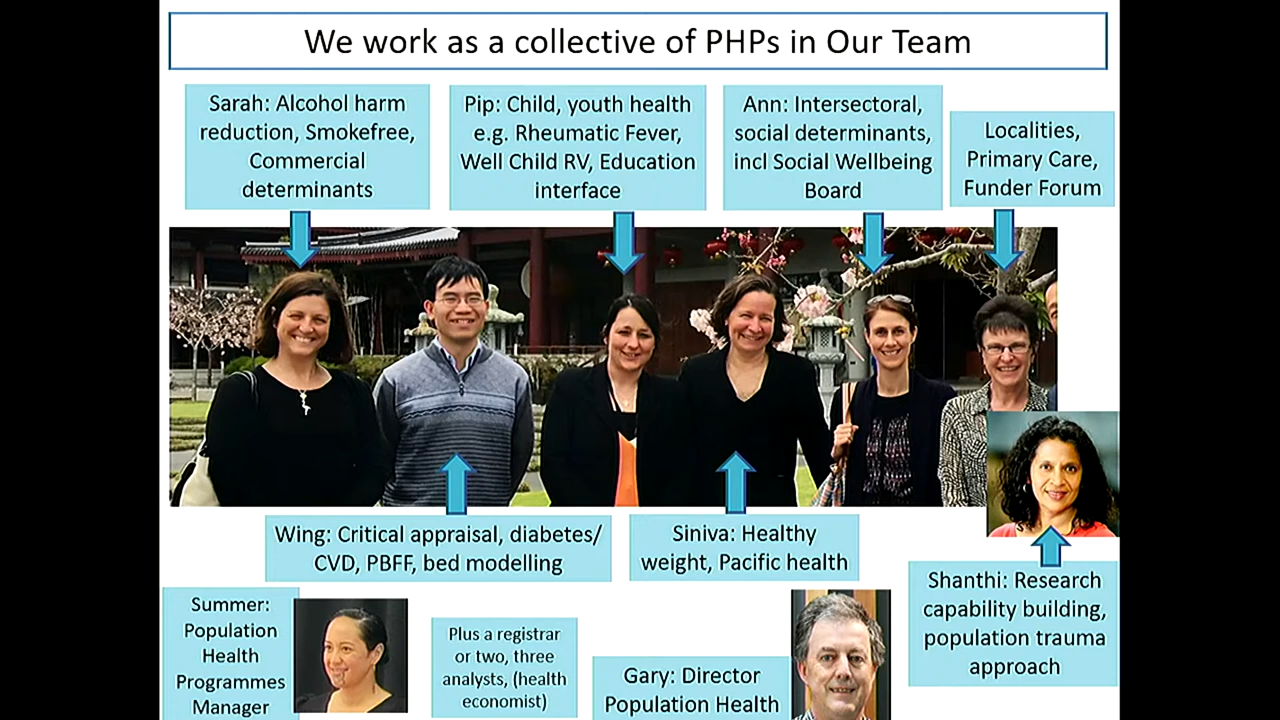 We work as a collective of PHPs in Our Team
Sarah: Alcohol harm
reduction, Smokefree,
Commercial
determinants
Pip: Child, youth health
e.g. Rheumatic Fever,
Well Child RV, Education
interface
Ann: Intersectoral,
social determinants,
incl Social Wellbeing
Board
Localities,
Primary Care,
Funder Forum
Wing: Critical appraisal, diabetes/
CVD, PBFF, bed modelling
Siniva: Healthy
weight, Pacific health
Shanthi: Research
capability building,
population trauma
approach
Summer:
Population
Health
Programmes
Manager
Plus a registrar
or two, three
analysts, (health
economist)
Gary: Director
Population Health